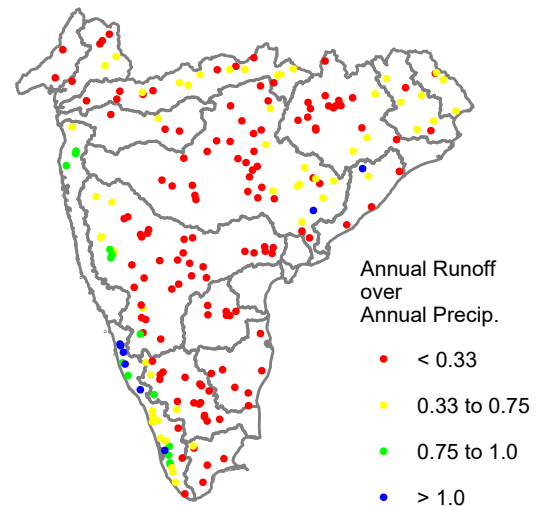 Annual Runoff
over
Annual Precip.
< 0.33
0.33 to 0.75
0.75 to 1.0
> 1.0